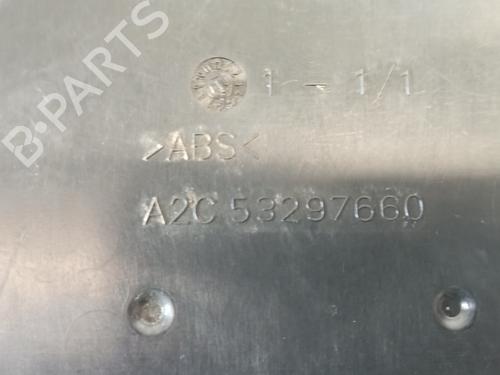 B-PARTS
1 - 1/1
>ABS<
A2C 53297660